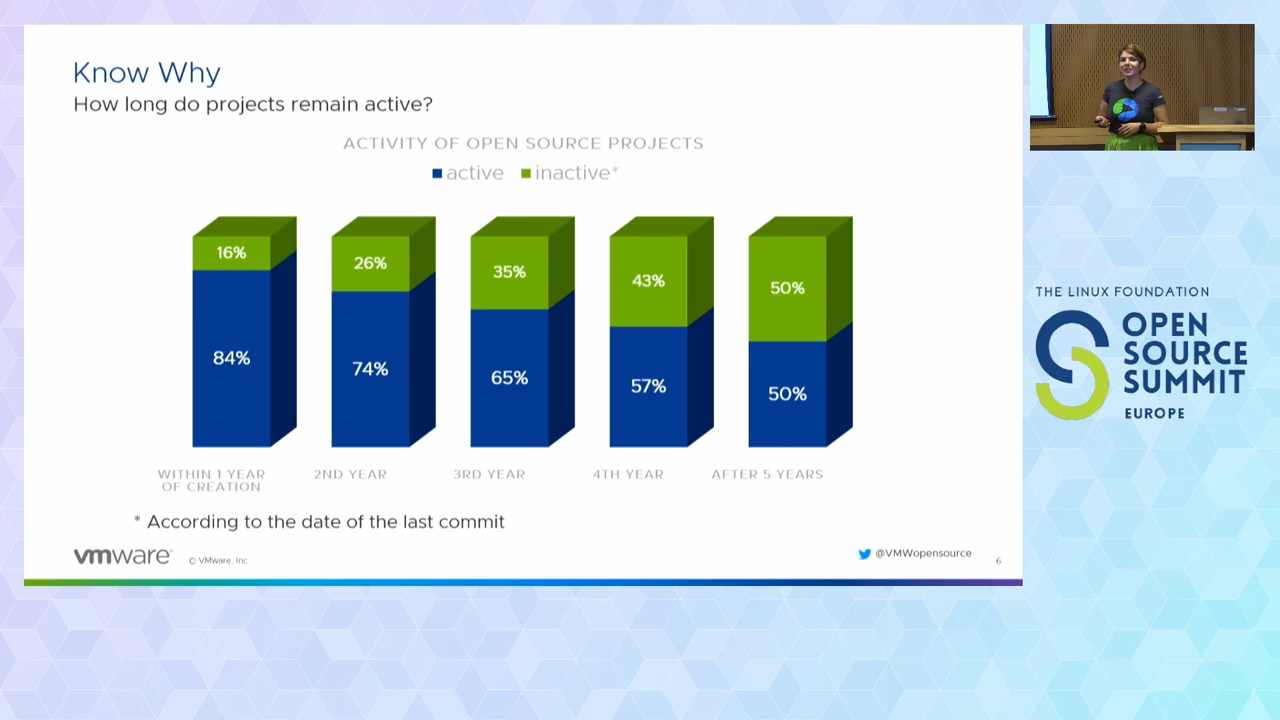 Know Why
How long do projects remain active?
ACTIVITY OF OPEN SOURCE PROJECTS
active inactive*
16% 26% 35% 43% 50%
84% 74% 65% 57% 50%
WITHIN 1 YEAR
OF CREATION
2ND YEAR
3RD YEAR
4TH YEAR
AFTER 5 YEARS
* According to the date of the last commit
vmware®
© VMware, Inc.
@VMWopensource
6
THE LINUX FOUNDATION
OPEN
SOURCE
SUMMIT
EUROPE